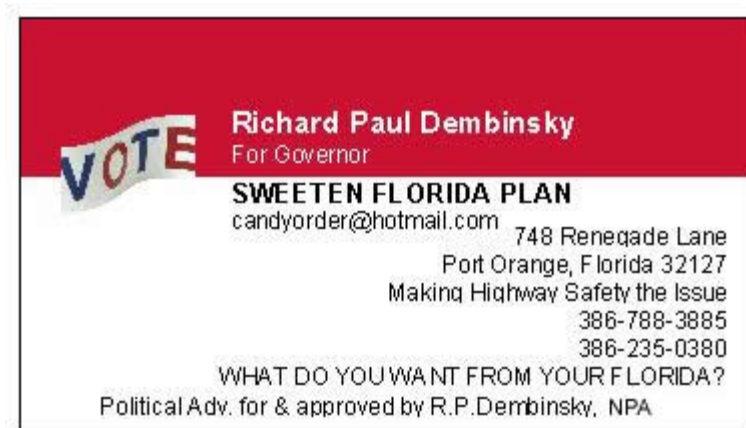 VOTE
Richard Paul Dembinsky
For Governor
SWEETEN FLORIDA PLAN
candyorder@hotmail.com
748 Renegade Lane
Port Orange, Florida 32127
Making Highway Safety the Issue
386-788-3885
386-235-0380
WHAT DO YOU WANT FROM YOUR FLORIDA?
Political Adv. for & approved by R.P.Dembinsky, NPA